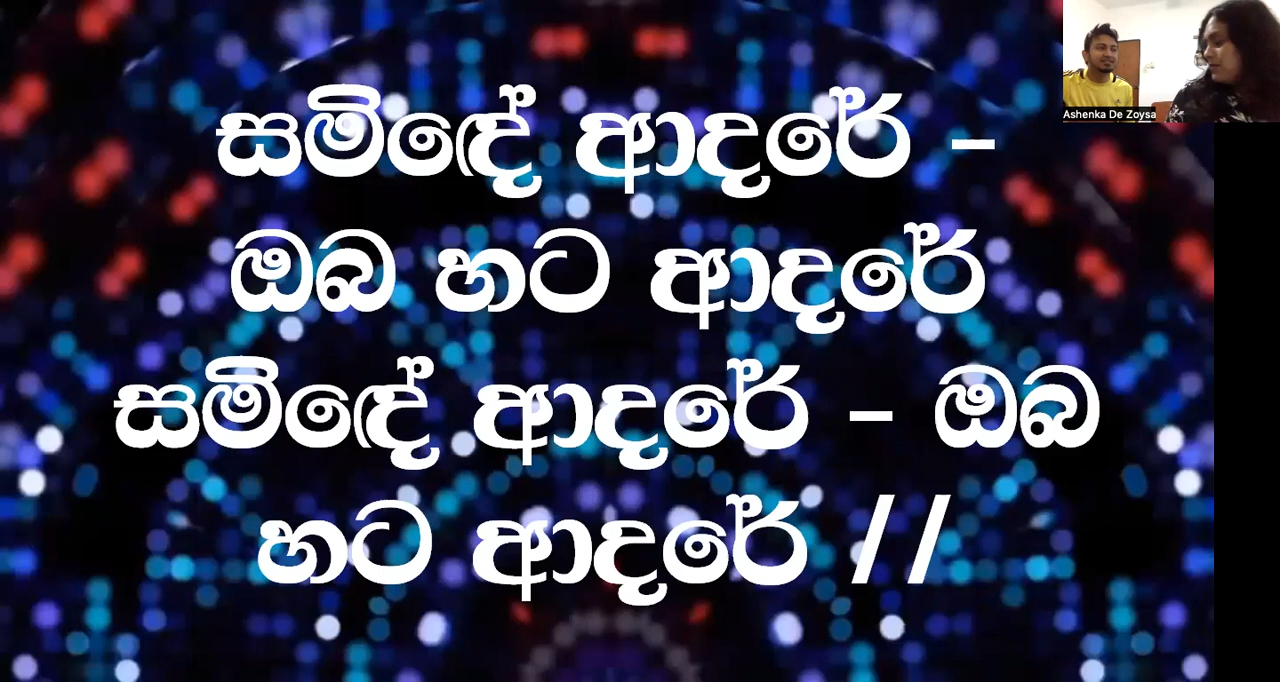 සමිඳේ ආදරේ -
ඔබ හට ආදරේ
සමිඳේ ආදරේ - ඔබ
හට ආදරේ //
Ashenka De Zoysa